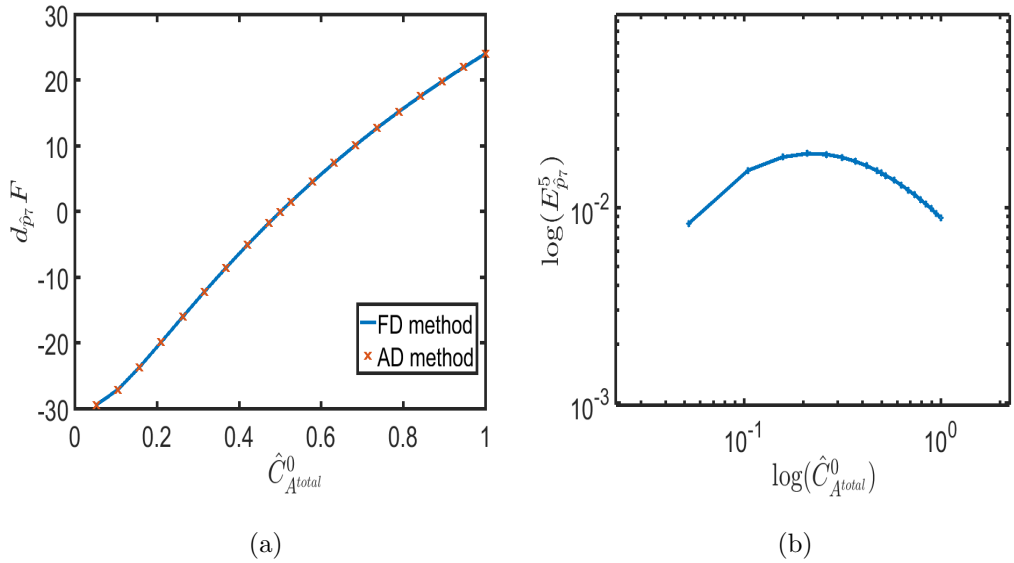 30
20
10
0
-10
-20
-30
0
0.2
0.4
0.6
0.8
1
d_{\hat{p}_7} F
\hat{C}^0_{A^{total}}
FD method
AD method
(a)
10^{-2}
10^{-3}
10^{-1}
10^0
log(E^5_{\hat{p}_7})
log(\hat{C}^0_{A^{total}})
(b)